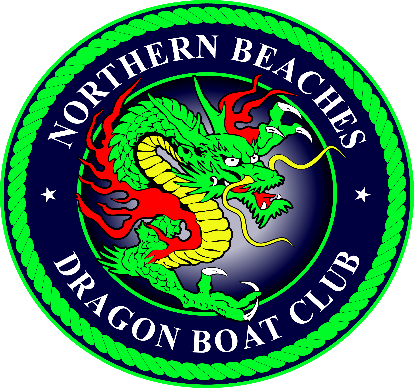 NORTHERN BEACHES
DRAGON BOAT CLUB